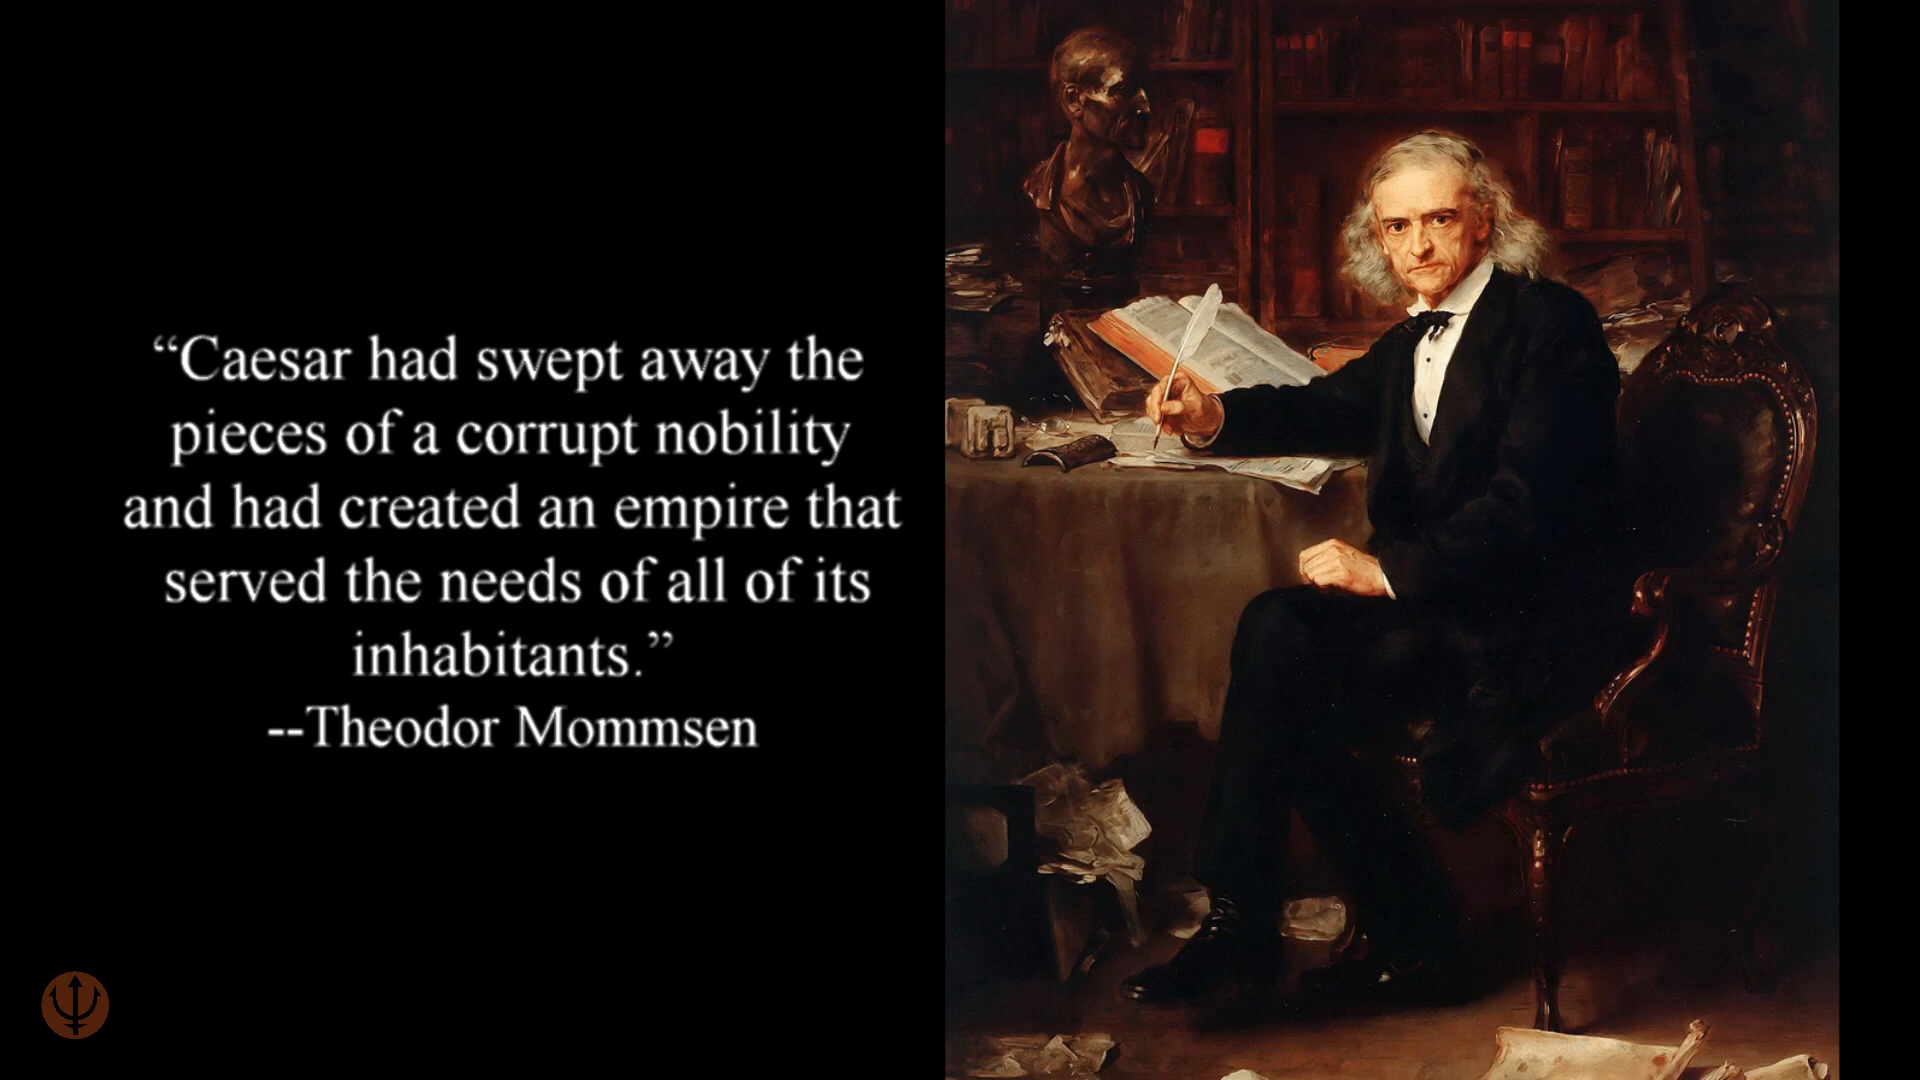 “Caesar had swept away the
pieces of a corrupt nobility
and had created an empire that
served the needs of all of its
inhabitants.”
--Theodor Mommsen